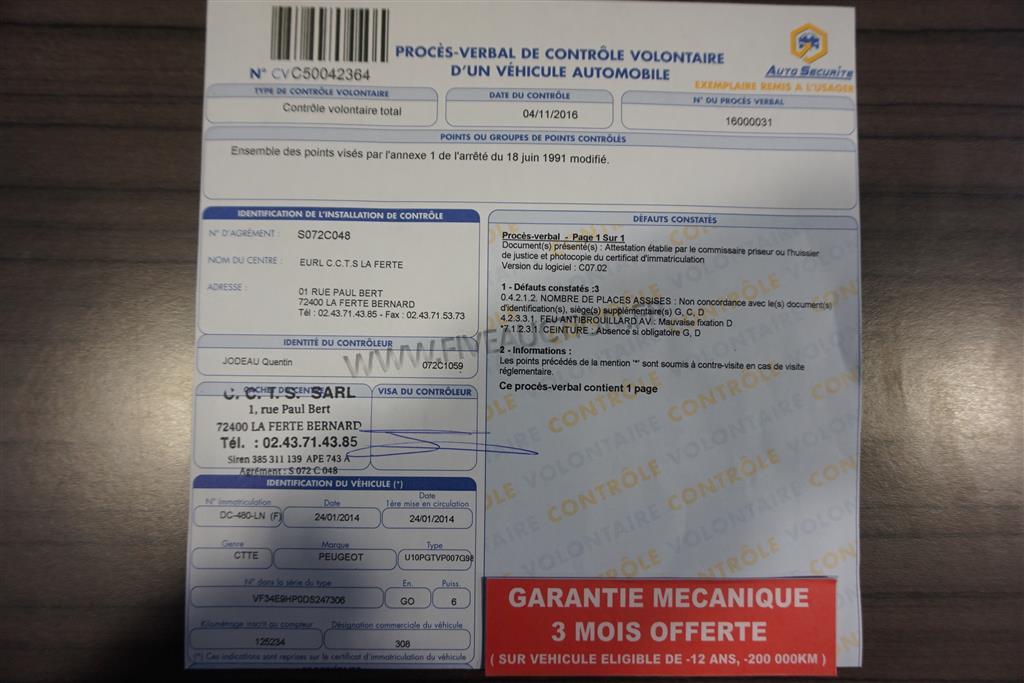 PROCÈS-VERBAL DE CONTRÔLE VOLONTAIRE
D'UN VÉHICULE AUTOMOBILE
N° CVC50042364
AUTO SECURITE
EXEMPLAIRE REMIS A L'USAGER
TYPE DE CONTRÔLE VOLONTAIRE
Contrôle volontaire total
DATE DU CONTRÔLE
04/11/2016
N° DU PROCÈS VERBAL
16000031
POINTS OU GROUPES DE POINTS CONTRÔLÉS
Ensemble des points visés par l'annexe 1 de l'arrêté du 18 juin 1991 modifié.
IDENTIFICATION DE L'INSTALLATION DE CONTRÔLE
N° D'AGRÉMENT : S072C048
NOM DU CENTRE : EURL C.C.T.S LA FERTE
ADRESSE : 01 RUE PAUL BERT
72400 LA FERTE BERNARD
Tél : 02.43.71.43.85 - Fax : 02.43.71.53.73
IDENTITÉ DU CONTRÔLEUR
JODEAU Quentin 072C1059
CACHET DU CENTRE
C. C. T. S. SARL
1, rue Paul Bert
72400 LA FERTE BERNARD
Tél. : 02.43.71.43.85
Siren 385 311 139 APE 743 A
Agrément : S 072 C 048
VISA DU CONTRÔLEUR
IDENTIFICATION DU VÉHICULE (*)
N° Immatriculation
DC-480-LN (F)
Date
24/01/2014
Date
1ère mise en circulation
24/01/2014
Genre
CTTE
Marque
PEUGEOT
Type
U10PGTVP007G98
N° dans la série du type
VF34E9HP0DS247306
En.
GO
Puiss.
6
Kilométrage inscrit au compteur
125234
Désignation commerciale du véhicule
308
(*) Ces indications sont reprises sur le certificat d'immatriculation du véhicule
DÉFAUTS CONSTATÉS
Procès-verbal - Page 1 Sur 1
Document(s) présenté(s) : Attestation établie par le commissaire priseur ou l'huissier
de justice et photocopie du certificat d'immatriculation
Version du logiciel : C07.02
1 - Défauts constatés :3
0.4.2.1.2. NOMBRE DE PLACES ASSISES : Non concordance avec le(s) document(s)
d'identification(s), siège(s) supplémentaire(s) G, C, D
4.2.3.3.1. FEU ANTIBROUILLARD AV : Mauvaise fixation D
*7.1.2.3.1. CEINTURE : Absence si obligatoire G, D
2 - Informations :
Les points précédés de la mention '*' sont soumis à contre-visite en cas de visite
réglementaire.
Ce procès-verbal contient 1 page
GARANTIE MECANIQUE
3 MOIS OFFERTE
( SUR VEHICULE ELIGIBLE DE -12 ANS, -200 000KM )